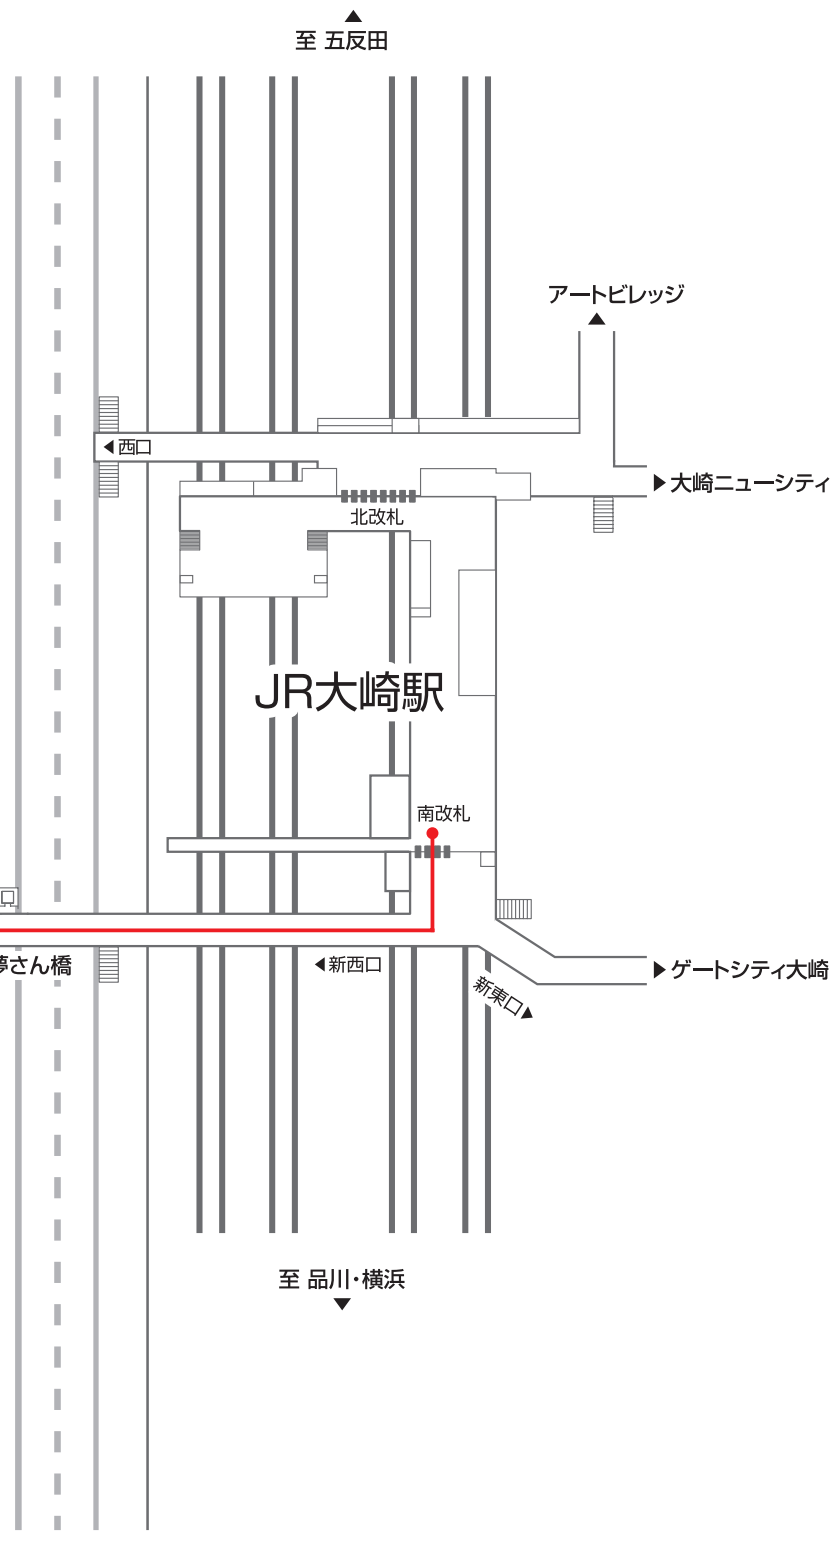 至 五反田
アートビレッジ
西口
大崎ニューシティ
北改札
JR大崎駅
南改札
夢さん橋
新西口
ゲートシティ大崎
新東口
至 品川・横浜